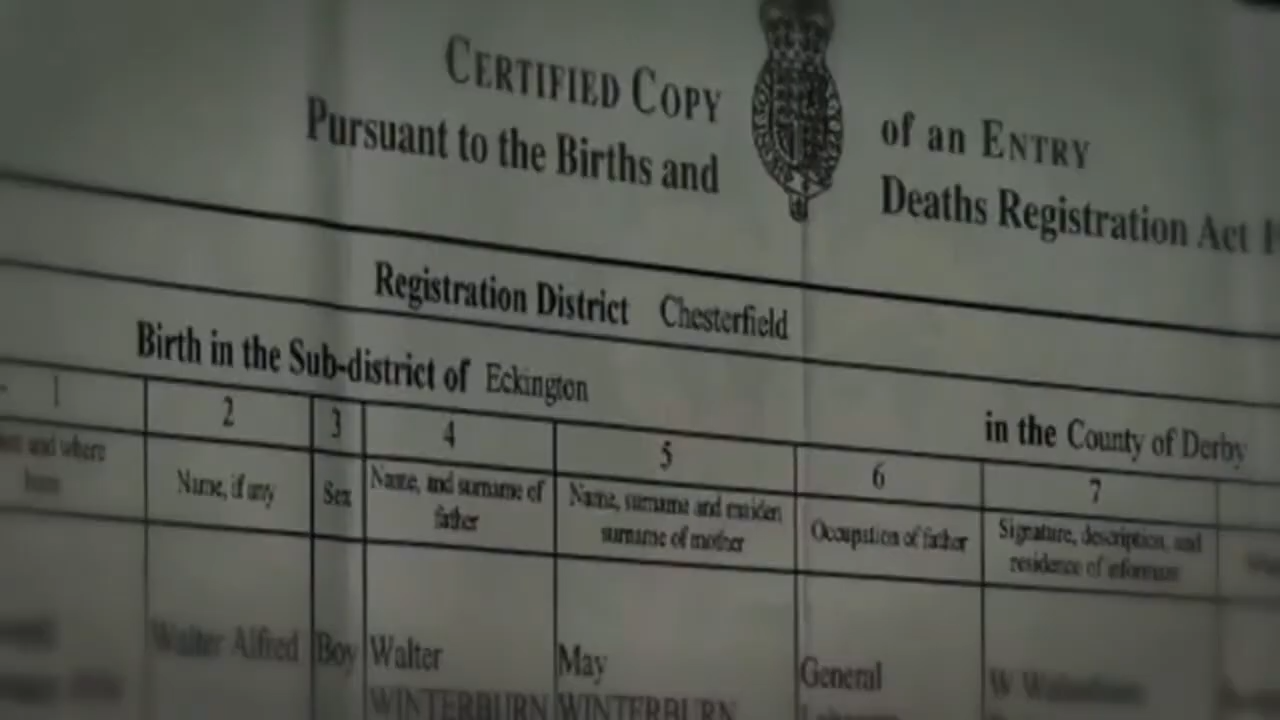 CERTIFIED COPY of an ENTRY
Pursuant to the Births and Deaths Registration Act
Registration District Chesterfield
Birth in the Sub-district of Eckington in the County of Derby
1 2 3 4 5 6 7
and where Name, if any Sex Name, and surname of Name, surname and maiden Occupation of father Signature, description, and
born father surname of mother residence of informant
Walter Alfred Boy Walter May General W
WINTERBURN WINTERBURN